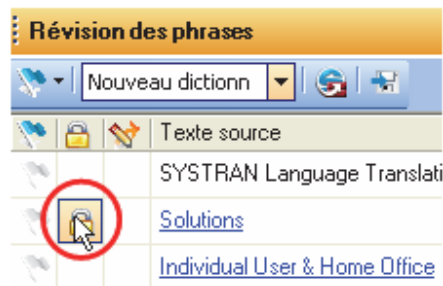 Révision des phrases
Nouveau dictionn
Texte source
SYSTRAN Language Translati
Solutions
Individual User & Home Office